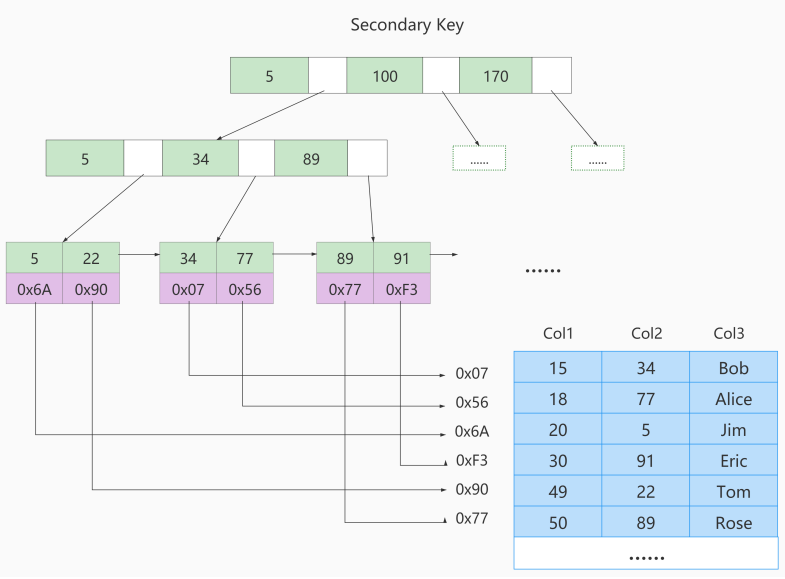 Secondary Key
5 100 170
5 34 89
...... ......
5 22 34 77 89 91
0x6A 0x90 0x07 0x56 0x77 0xF3
......
Col1 Col2 Col3
0x07 15 34 Bob
0x56 18 77 Alice
0x6A 20 5 Jim
0xF3 30 91 Eric
0x90 49 22 Tom
0x77 50 89 Rose
......